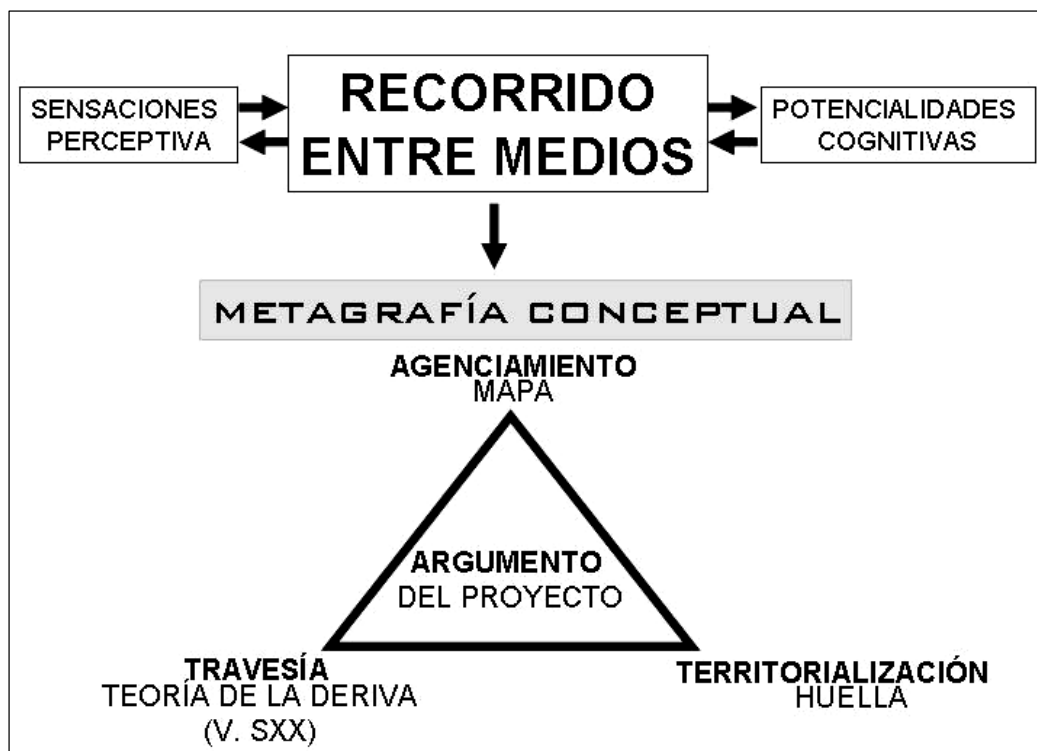 SENSACIONES
PERCEPTIVA
RECORRIDO
ENTRE MEDIOS
POTENCIALIDADES
COGNITIVAS
METAGRAFÍA CONCEPTUAL
AGENCIAMIENTO
MAPA
ARGUMENTO
DEL PROYECTO
TRAVESÍA
TEORÍA DE LA DERIVA
(V. SXX)
TERRITORIALIZACIÓN
HUELLA